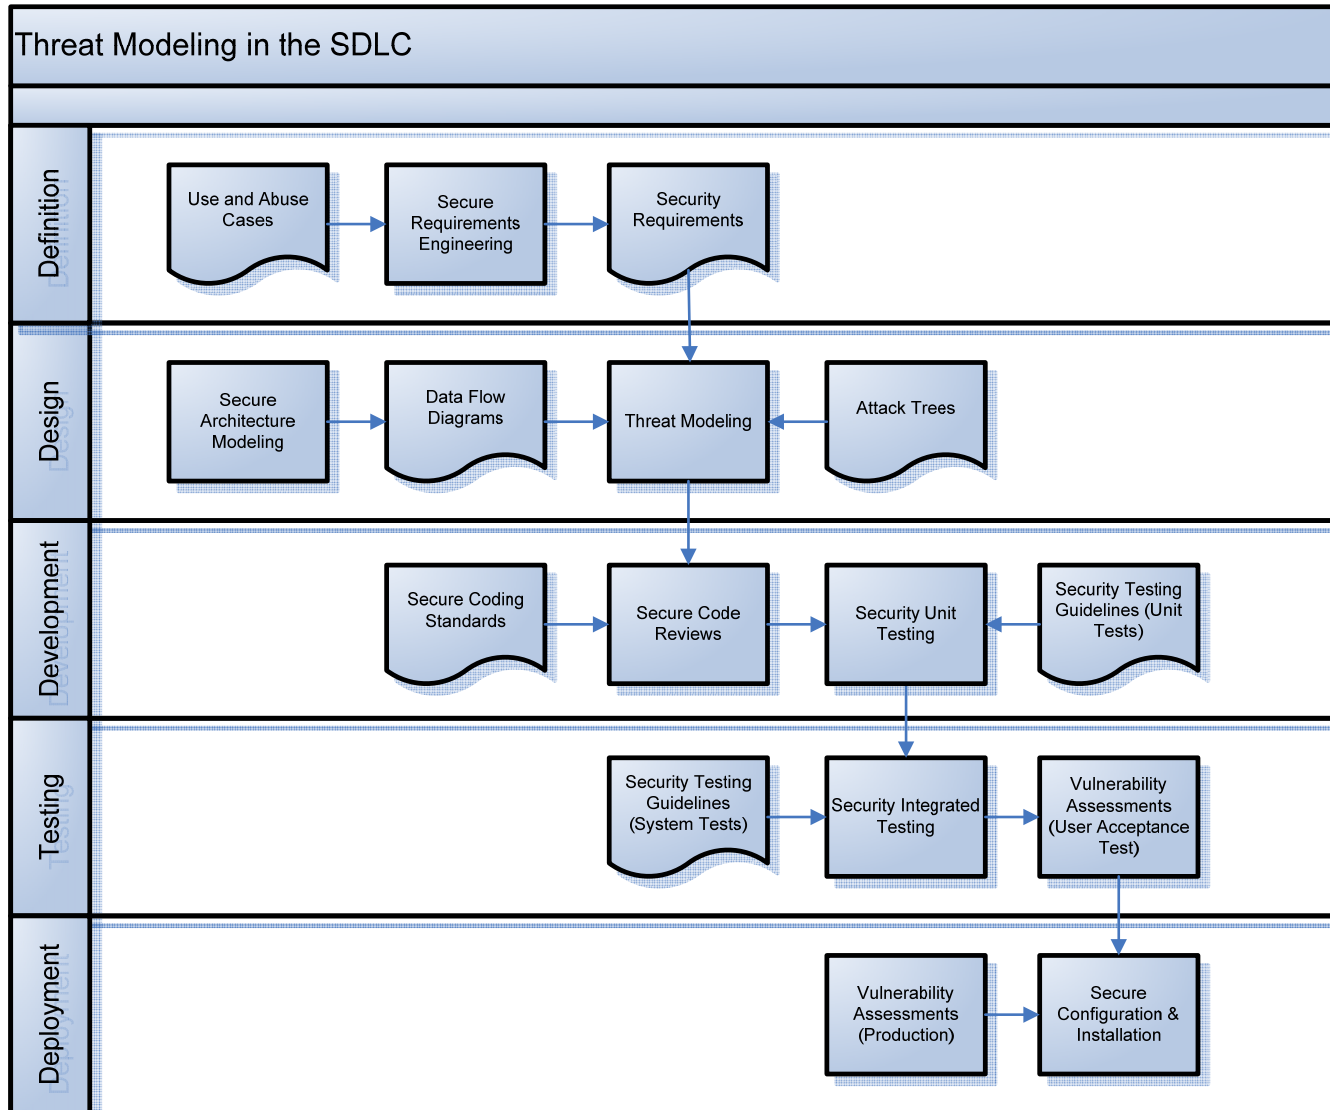 Threat Modeling in the SDLC
Definition
Use and Abuse
Cases
Secure
Requirements
Engineering
Security
Requirements
Design
Secure
Architecture
Modeling
Data Flow
Diagrams
Threat Modeling
Attack Trees
Development
Secure Coding
Standards
Secure Code
Reviews
Security Unit
Testing
Security Testing
Guidelines (Unit
Tests)
Testing
Security Testing
Guidelines
(System Tests)
Security Integrated
Testing
Vulnerability
Assessments
(User Acceptance
Test)
Deployment
Vulnerability
Assessments
(Production)
Secure
Configuration &
Installation